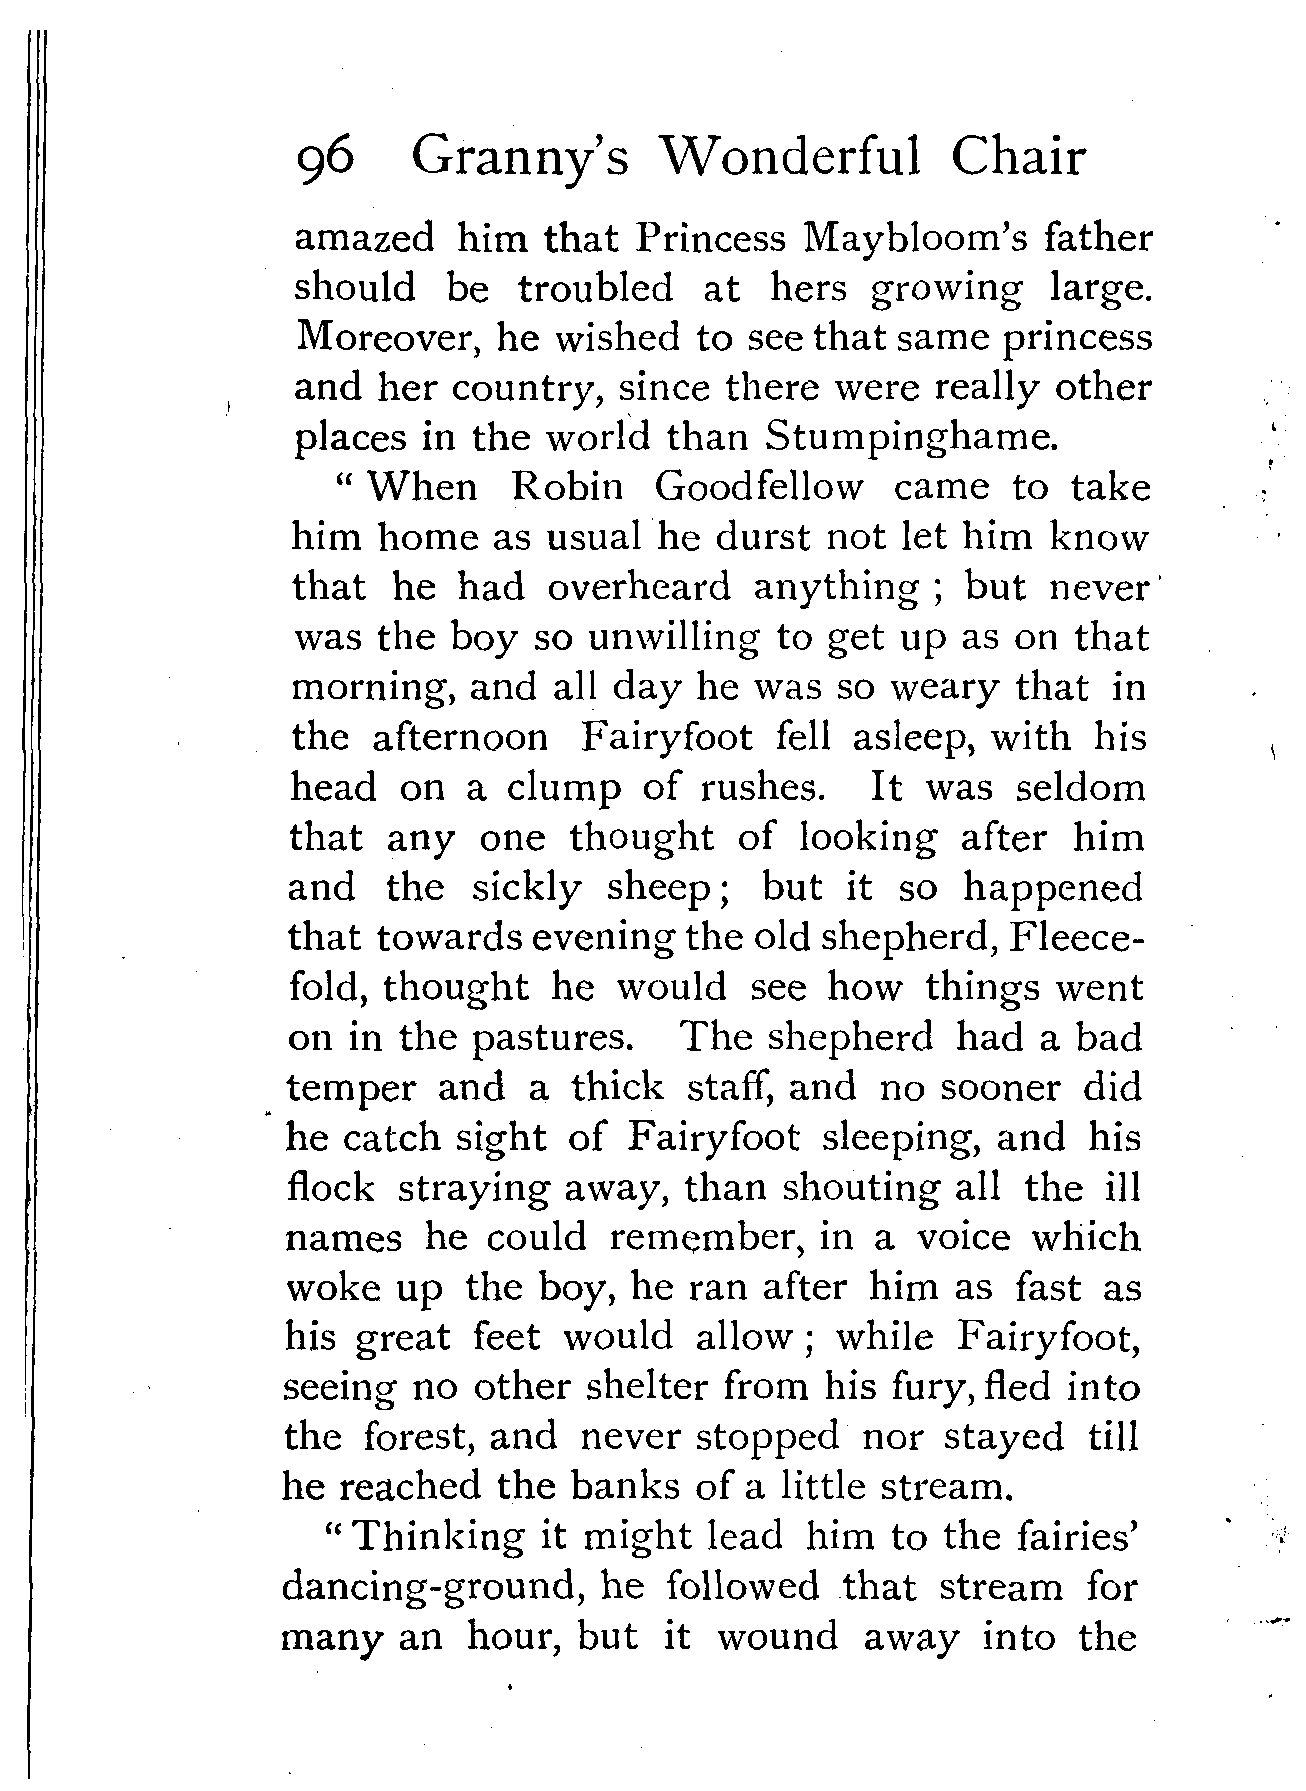 96 Granny's Wonderful Chair
amazed him that Princess Maybloom's father
should be troubled at hers growing large.
Moreover, he wished to see that same princess
and her country, since there were really other
places in the world than Stumpinghame.
“ When Robin Goodfellow came to take
him home as usual he durst not let him know
that he had overheard anything ; but never
was the boy so unwilling to get up as on that
morning, and all day he was so weary that in
the afternoon Fairyfoot fell asleep, with his
head on a clump of rushes. It was seldom
that any one thought of looking after him
and the sickly sheep ; but it so happened
that towards evening the old shepherd, Fleece-
fold, thought he would see how things went
on in the pastures. The shepherd had a bad
temper and a thick staff, and no sooner did
he catch sight of Fairyfoot sleeping, and his
flock straying away, than shouting all the ill
names he could remember, in a voice which
woke up the boy, he ran after him as fast as
his great feet would allow ; while Fairyfoot,
seeing no other shelter from his fury, fled into
the forest, and never stopped nor stayed till
he reached the banks of a little stream.
“ Thinking it might lead him to the fairies'
dancing-ground, he followed that stream for
many an hour, but it wound away into the